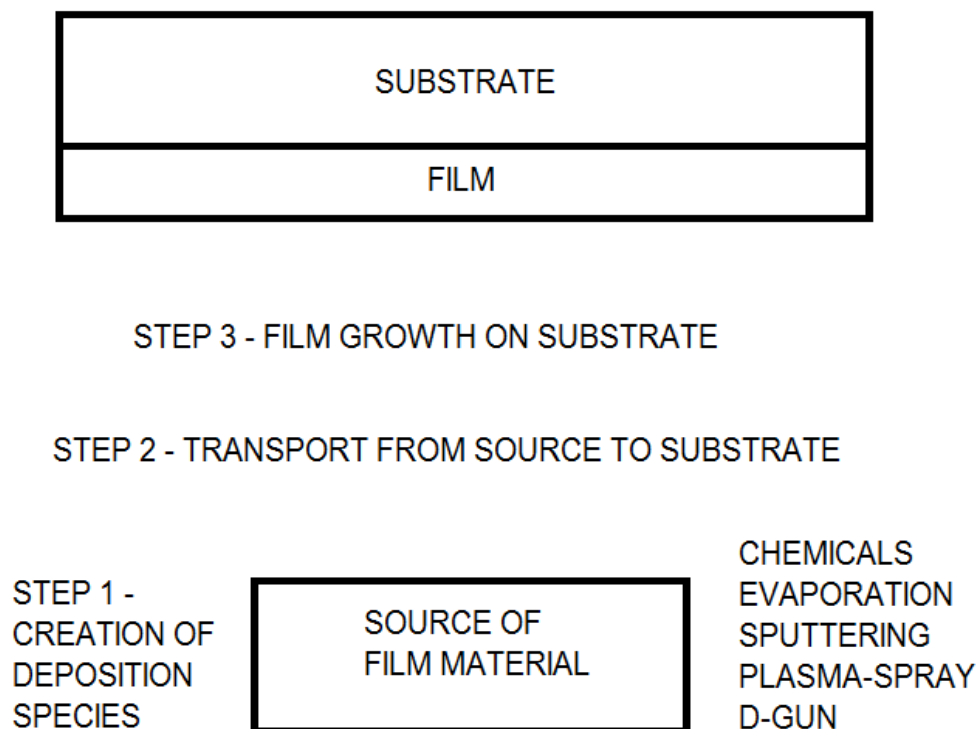 SUBSTRATE
FILM
STEP 3 - FILM GROWTH ON SUBSTRATE
STEP 2 - TRANSPORT FROM SOURCE TO SUBSTRATE
STEP 1 -
CREATION OF
DEPOSITION
SPECIES
SOURCE OF
FILM MATERIAL
CHEMICALS
EVAPORATION
SPUTTERING
PLASMA-SPRAY
D-GUN